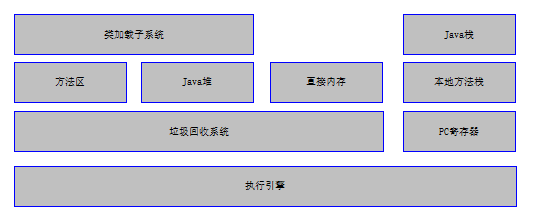 类加载子系统
Java栈
方法区
Java堆
直接内存
本地方法栈
垃圾回收系统
PC寄存器
执行引擎